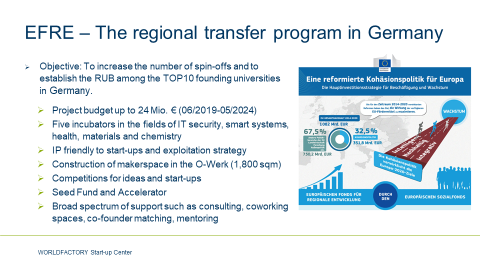 EFRE – The regional transfer program in Germany
Objective: To increase the number of spin-offs and to
establish the RUB among the TOP10 founding universities
in Germany.
Project budget up to 24 Mio. € (06/2019-05/2024)
Five incubators in the fields of IT security, smart systems,
health, materials and chemistry
IP friendly to start-ups and exploitation strategy
Construction of makerspace in the O-Werk (1,800 sqm)
Competitions for ideas and start-ups
Seed Fund and Accelerator
Broad spectrum of support such as consulting, coworking
spaces, co-founder matching, mentoring
Eine reformierte Kohäsionspolitik für Europa
Die Hauptinvestitionsstrategie für Beschäftigung und Wachstum
WACHSTUM
67,5%
32,5%
351,8 Mrd. EUR
EUROPÄISCHEN FONDS FÜR
REGIONALE ENTWICKLUNG
DURCH
DEN
EUROPÄISCHEN SOZIALFONDS
WORLDFACTORY Start-up Center